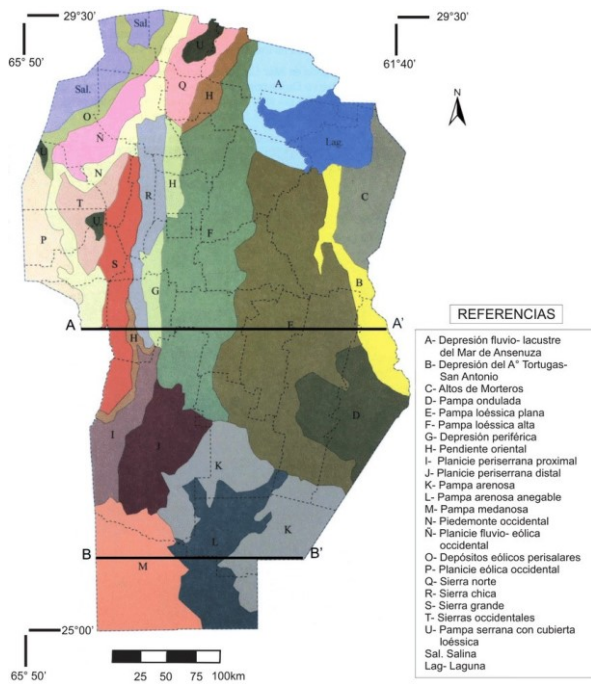 29°30'
29°30'
65° 50'
61°40'
N
Sal.
U
Q
A
H
Sal.
O
Lag.
Ñ
U
N
R
H
C
T
P
U
F
S
B
G
A
A'
H
E
D
I
J
K
K
L
B
B'
M
25°00'
65° 50'
25 50 75 100km
REFERENCIAS
A- Depresión fluvio- lacustre
del Mar de Ansenuza
B- Depresión del A° Tortugas-
San Antonio
C- Altos de Morteros
D- Pampa ondulada
E- Pampa loéssica plana
F- Pampa loéssica alta
G- Depresión periférica
H- Pendiente oriental
I- Planicie periserrana proximal
J- Planicie periserrana distal
K- Pampa arenosa
L- Pampa arenosa anegable
M- Pampa medanosa
N- Piedemonte occidental
Ñ- Planicie fluvio- eólica
occidental
O- Depósitos eólicos perisalares
P- Planicie eólica occidental
Q- Sierra norte
R- Sierra chica
S- Sierra grande
T- Sierras occidentales
U- Pampa serrana con cubierta
loéssica
Sal. Salina
Lag- Laguna